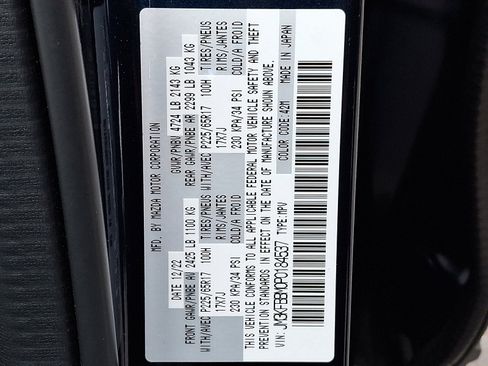 MFD. BY MAZDA MOTOR CORPORATION
DATE 12/22 GVWR/PNBV 4724 LB 2143 KG
FRONT GAWR/PNBE AV 2425 LB 1100 KG REAR GAWR/PNBE AR 2299 LB 1043 KG
WITH/AVEC P225/65R17 100H TIRES/PNEUS WITH/AVEC P225/65R17 100H TIRES/PNEUS
17X7J RIMS/JANTES 17X7J RIMS/JANTES
230 KPA/34 PSI COLD/A FROID 230 KPA/34 PSI COLD/A FROID
THIS VEHICLE CONFORMS TO ALL APPLICABLE FEDERAL MOTOR VEHICLE SAFETY AND THEFT
PREVENTION STANDARDS IN EFFECT ON THE DATE OF MANUFACTURE SHOWN ABOVE.
COLOR CODE: 42M MADE IN JAPAN
VIN: JM3KFBBM0P0184537 TYPE: MPV